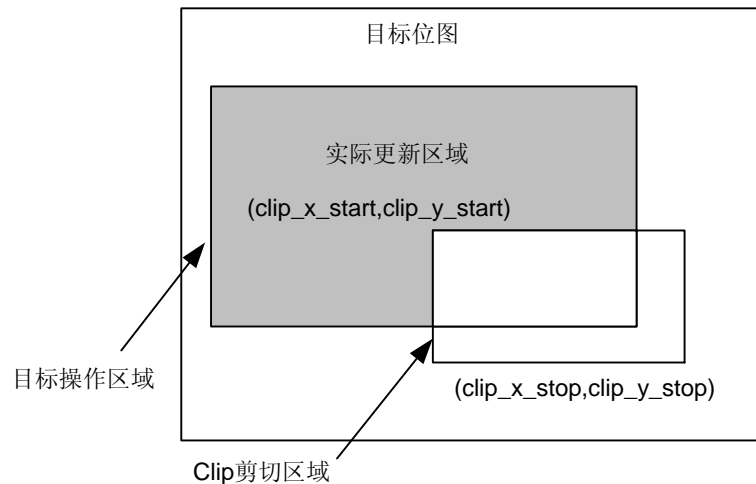 目标位图
实际更新区域
(clip_x_start,clip_y_start)
目标操作区域
(clip_x_stop,clip_y_stop)
Clip剪切区域